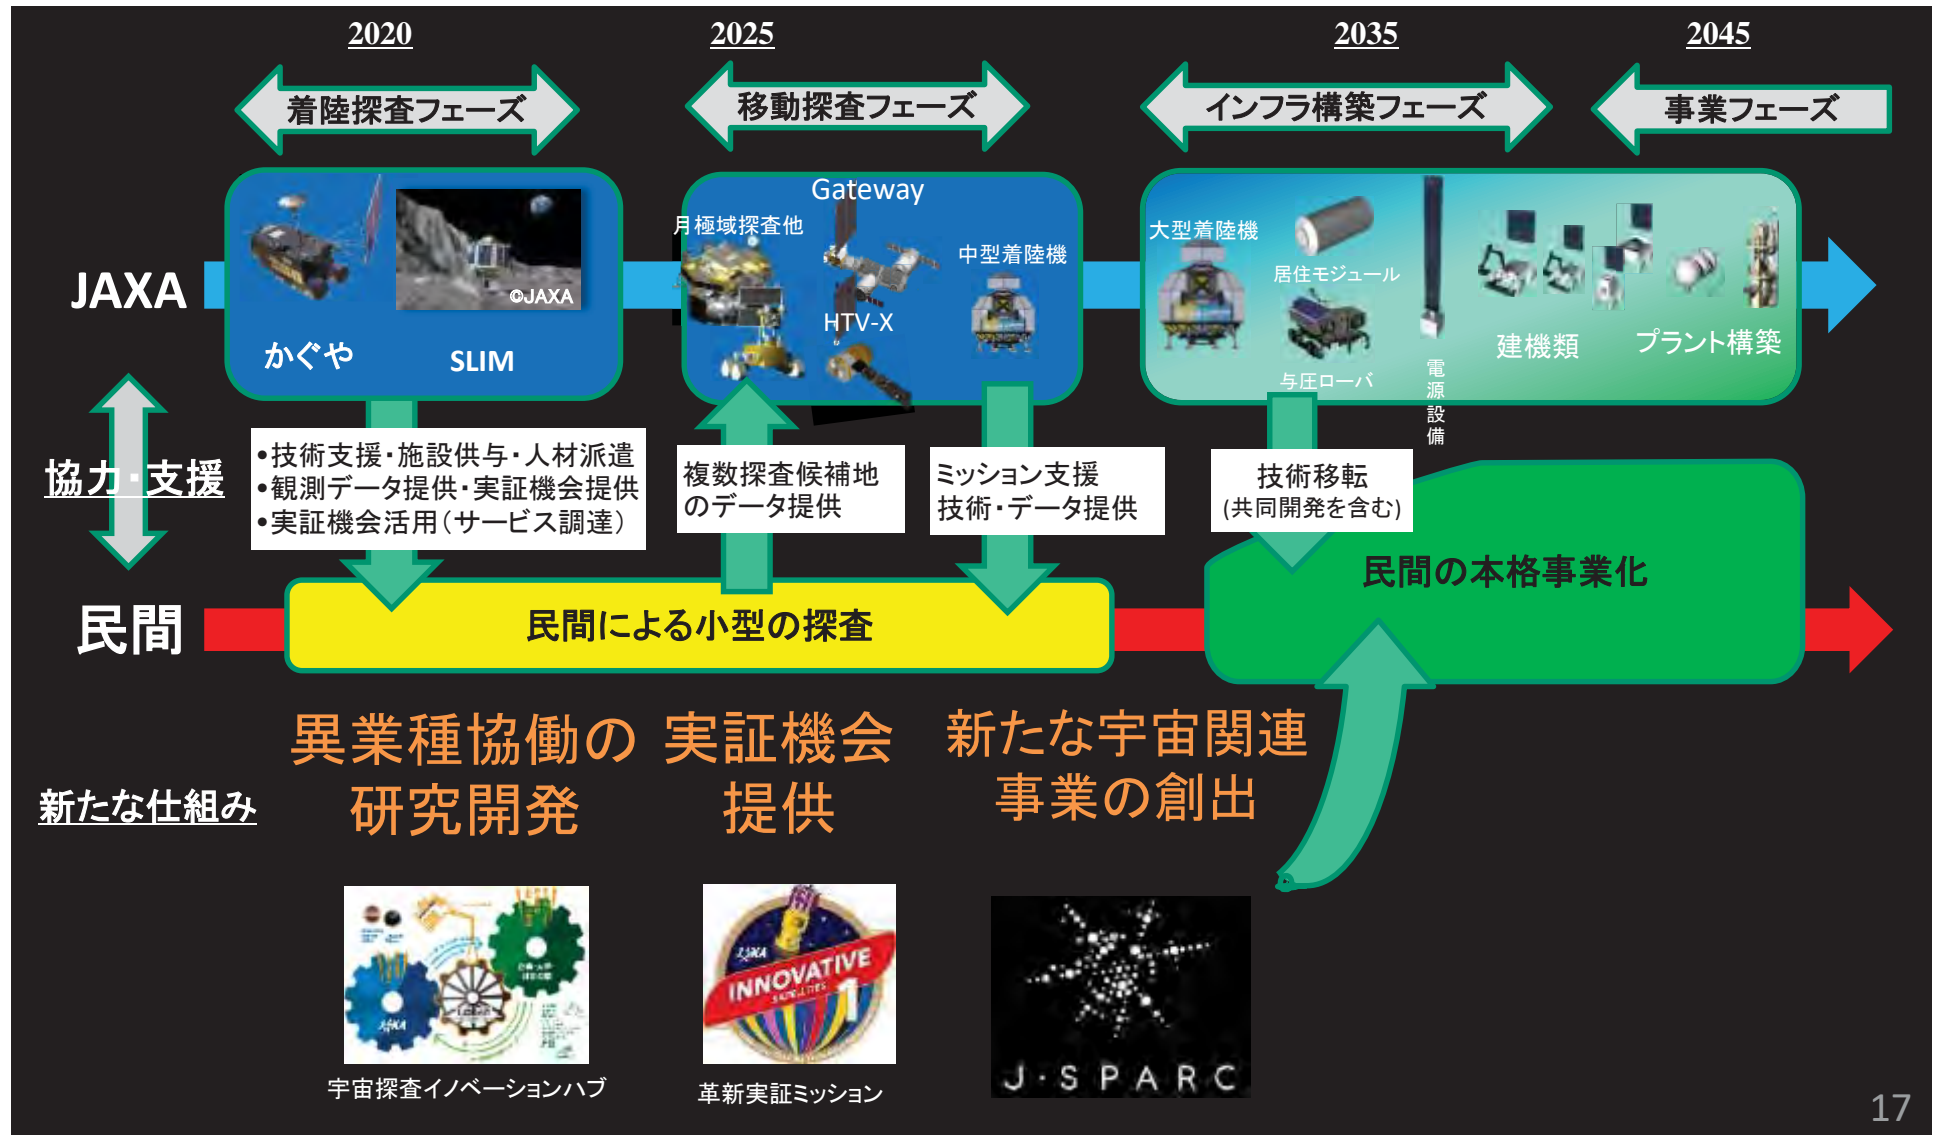 2020
2025
2035
2045
着陸探査フェーズ
移動探査フェーズ
インフラ構築フェーズ
事業フェーズ
JAXA
©JAXA
かぐや
SLIM
Gateway
月極域探査他
中型着陸機
HTV-X
大型着陸機
居住モジュール
与圧ローバ
電源設備
建機類
プラント構築
協力・支援
•技術支援・施設供与・人材派遣
•観測データ提供・実証機会提供
•実証機会活用(サービス調達)
複数探査候補地
のデータ提供
ミッション支援
技術・データ提供
技術移転
(共同開発を含む)
民間
民間による小型の探査
民間の本格事業化
新たな仕組み
異業種協働の
研究開発
実証機会
提供
新たな宇宙関連
事業の創出
JAXA
JAXA
INNOVATIVE
SATELLITES
1
J-SPARC
宇宙探査イノベーションハブ
革新実証ミッション
17